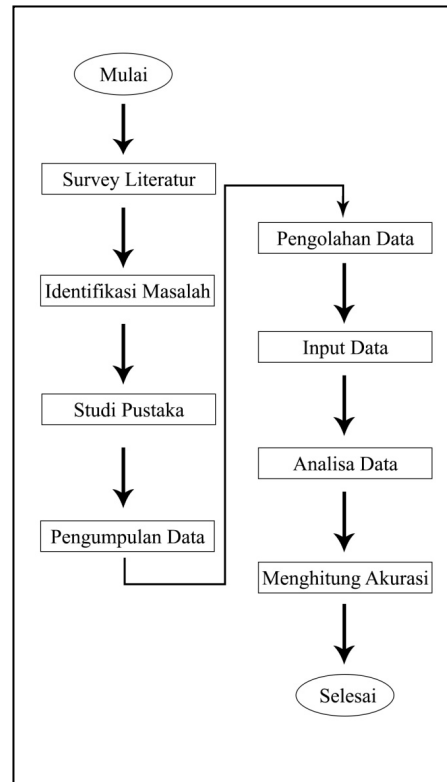 Mulai
Survey Literatur
Identifikasi Masalah
Studi Pustaka
Pengumpulan Data
Pengolahan Data
Input Data
Analisa Data
Menghitung Akurasi
Selesai